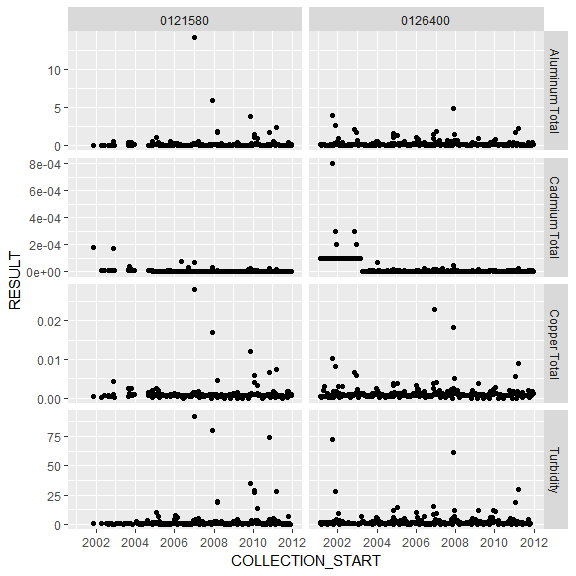 0121580 0126400
RESULT
10
5
0
Aluminum Total
8e-04
6e-04
4e-04
2e-04
0e+00
Cadmium Total
0.02
0.01
0.00
Copper Total
75
50
25
0
Turbidity
2002 2004 2006 2008 2010 2012 2002 2004 2006 2008 2010 2012
COLLECTION_START